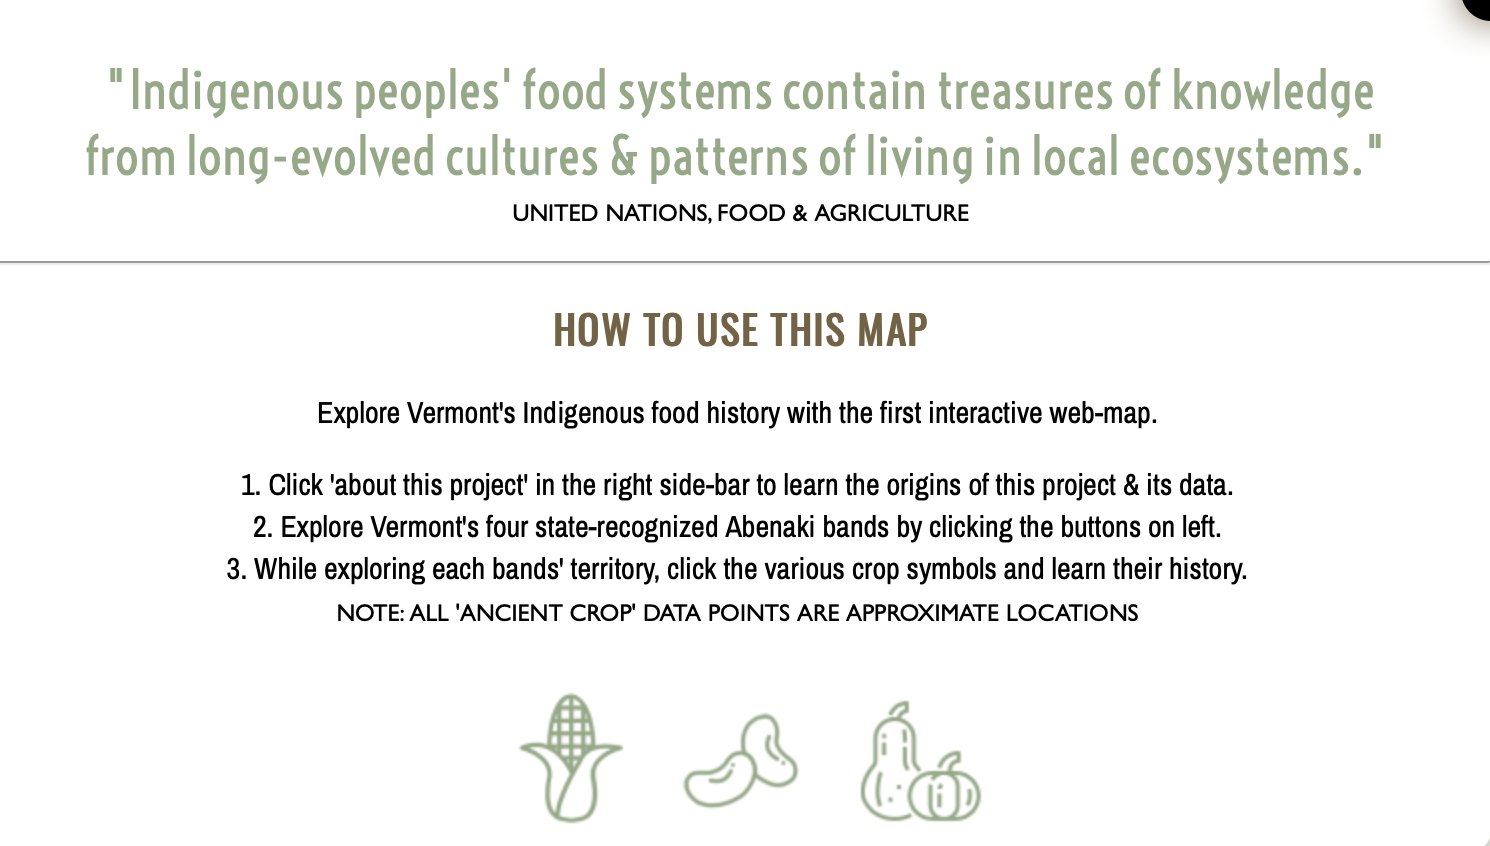 "Indigenous peoples' food systems contain treasures of knowledge
from long-evolved cultures & patterns of living in local ecosystems."
UNITED NATIONS, FOOD & AGRICULTURE
HOW TO USE THIS MAP
Explore Vermont's Indigenous food history with the first interactive web-map.
1. Click 'about this project' in the right side-bar to learn the origins of this project & its data.
2. Explore Vermont's four state-recognized Abenaki bands by clicking the buttons on left.
3. While exploring each bands' territory, click the various crop symbols and learn their history.
NOTE: ALL 'ANCIENT CROP' DATA POINTS ARE APPROXIMATE LOCATIONS